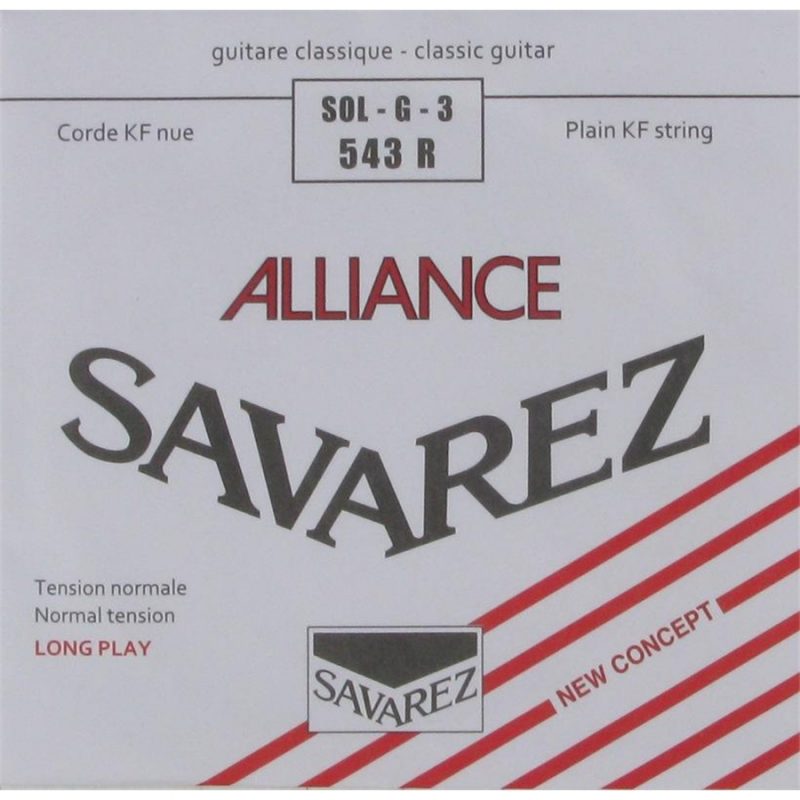 guitare classique - classic guitar
SOL - G - 3
543 R
Corde KF nue
Plain KF string
ALLIANCE
SAVAREZ
Tension normale
Normal tension
LONG PLAY
NEW CONCEPT
SAVAREZ